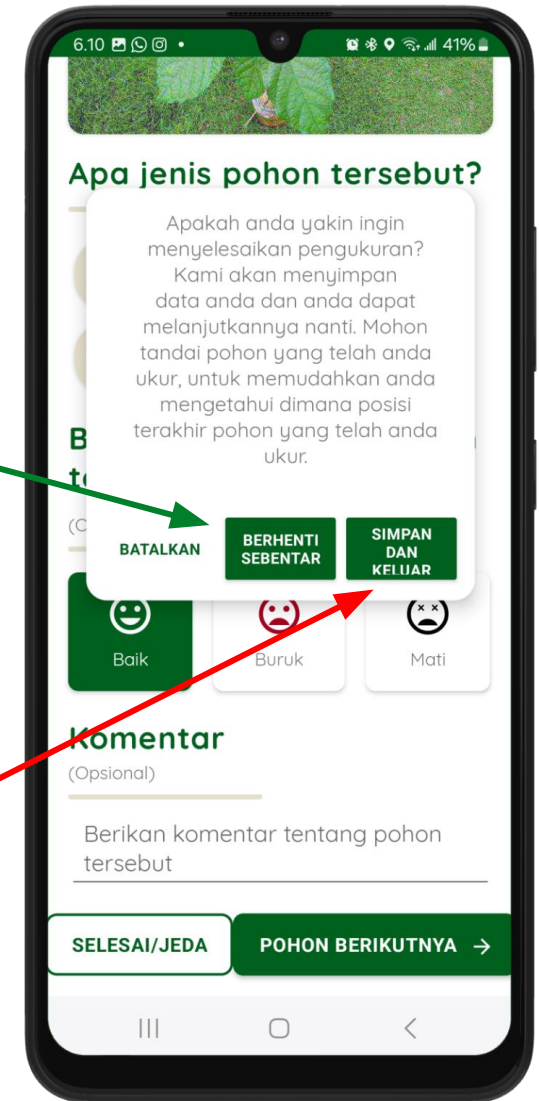 6.10 41%
Apa jenis pohon tersebut?
Apakah anda yakin ingin
menyelesaikan pengukuran?
Kami akan menyimpan
data anda dan anda dapat
melanjutkannya nanti. Mohon
tandai pohon yang telah anda
ukur, untuk memudahkan anda
mengetahui dimana posisi
terakhir pohon yang telah anda
ukur.
BATALKAN
BERHENTI
SEBENTAR
SIMPAN
DAN
KELUAR
Baik
Buruk
Mati
Komentar
(Opsional)
Berikan komentar tentang pohon
tersebut
SELESAI/JEDA
POHON BERIKUTNYA →